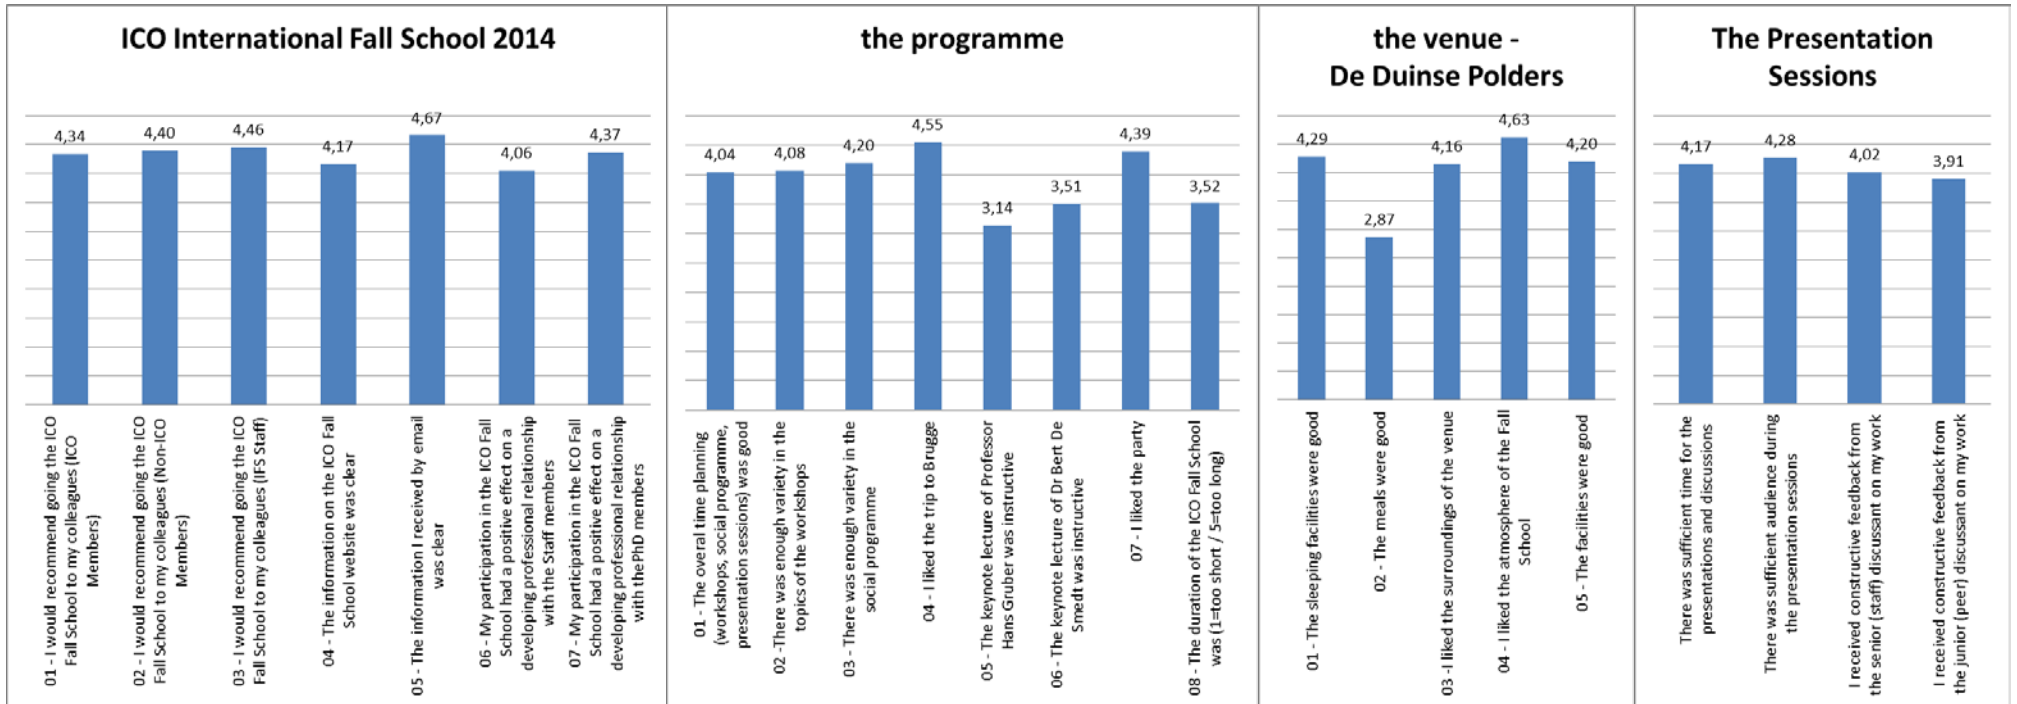 ICO International Fall School 2014
4,34
4,40
4,46
4,17
4,67
4,06
4,37
01 - I would recommend going the ICO
Fall School to my colleagues (ICO
Members)
02 - I would recommend going the ICO
Fall School to my colleagues (Non-ICO
Members)
03 - I would recommend going the ICO
Fall School to my colleagues (IFS Staff)
04 - The information on the ICO Fall
School website was clear
05 - The information I received by email
was clear
06 - My participation in the ICO Fall
School had a positive effect on a
developing professional relationship
with the Staff members
07 - My participation in the ICO Fall
School had a positive effect on a
developing professional relationship
with the PhD members
the programme
4,04
4,08
4,20
4,55
3,14
3,51
4,39
3,52
01 - The overal time planning
(workshops, social programme,
presentation sessions) was good
02 -There was enough variety in the
topics of the workshops
03 - There was enough variety in the
social programme
04 - I liked the trip to Brugge
05 - The keynote lecture of Professor
Hans Gruber was instructive
06 - The keynote lecture of Dr Bert De
Smedt was instructive
07 - I liked the party
08 - The duration of the ICO Fall School
was (1=too short / 5=too long)
the venue -
De Duinse Polders
4,29
2,87
4,16
4,63
4,20
01 - The sleeping facilities were good
02 - The meals were good
03 -I liked the surroundings of the venue
04 - I liked the atmosphere of the Fall
School
05 - The facilities were good
The Presentation
Sessions
4,17
4,28
4,02
3,91
There was sufficient time for the
presentations and discussions
There was sufficient audience during
the presentation sessions
I received constructive feedback from
the senior (staff) discussant on my work
I received constructive feedback from
the junior (peer) discussant on my work